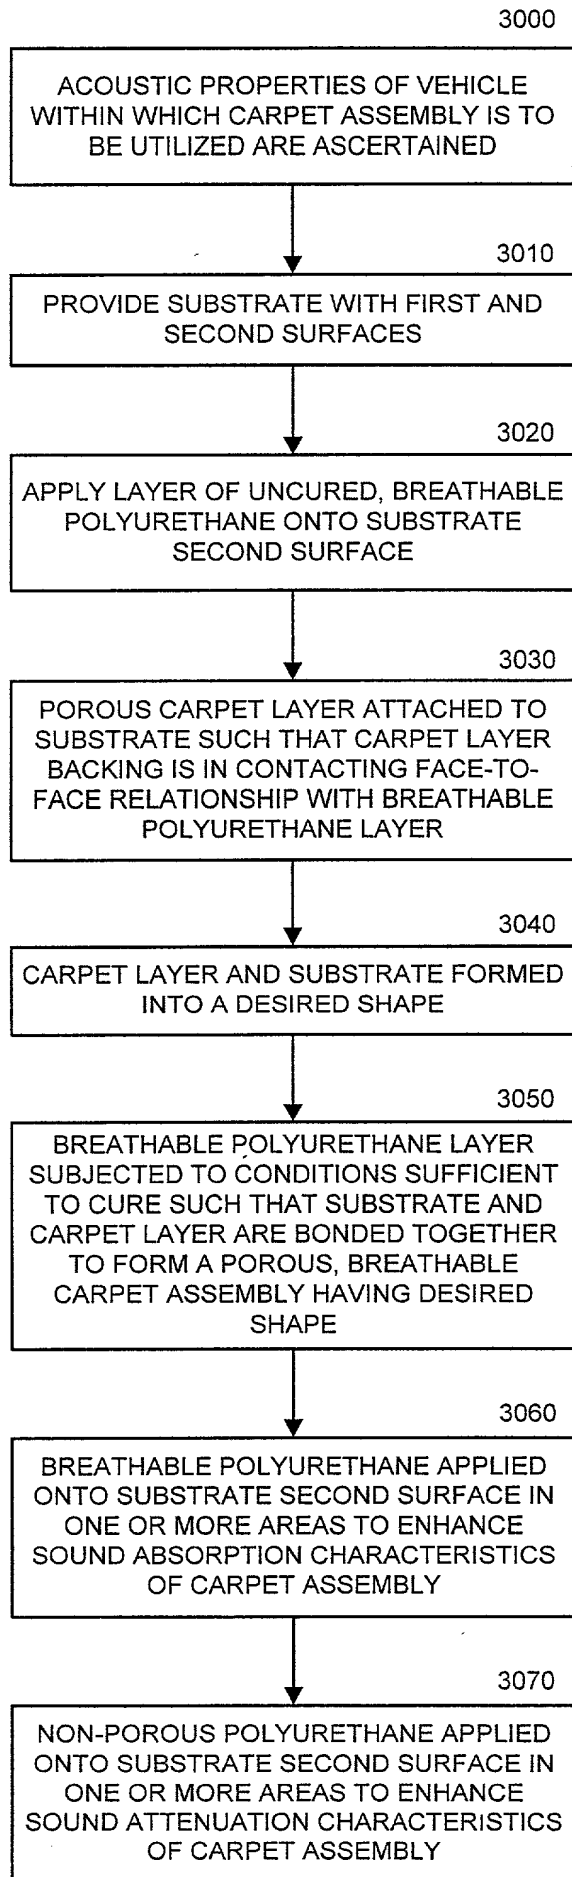 3000
ACOUSTIC PROPERTIES OF VEHICLE
WITHIN WHICH CARPET ASSEMBLY IS TO
BE UTILIZED ARE ASCERTAINED
3010
PROVIDE SUBSTRATE WITH FIRST AND
SECOND SURFACES
3020
APPLY LAYER OF UNCURED, BREATHABLE
POLYURETHANE ONTO SUBSTRATE
SECOND SURFACE
3030
POROUS CARPET LAYER ATTACHED TO
SUBSTRATE SUCH THAT CARPET LAYER
BACKING IS IN CONTACTING FACE-TO-
FACE RELATIONSHIP WITH BREATHABLE
POLYURETHANE LAYER
3040
CARPET LAYER AND SUBSTRATE FORMED
INTO A DESIRED SHAPE
3050
BREATHABLE POLYURETHANE LAYER
SUBJECTED TO CONDITIONS SUFFICIENT
TO CURE SUCH THAT SUBSTRATE AND
CARPET LAYER ARE BONDED TOGETHER
TO FORM A POROUS, BREATHABLE
CARPET ASSEMBLY HAVING DESIRED
SHAPE
3060
BREATHABLE POLYURETHANE APPLIED
ONTO SUBSTRATE SECOND SURFACE IN
ONE OR MORE AREAS TO ENHANCE
SOUND ABSORPTION CHARACTERISTICS
OF CARPET ASSEMBLY
3070
NON-POROUS POLYURETHANE APPLIED
ONTO SUBSTRATE SECOND SURFACE IN
ONE OR MORE AREAS TO ENHANCE
SOUND ATTENUATION CHARACTERISTICS
OF CARPET ASSEMBLY